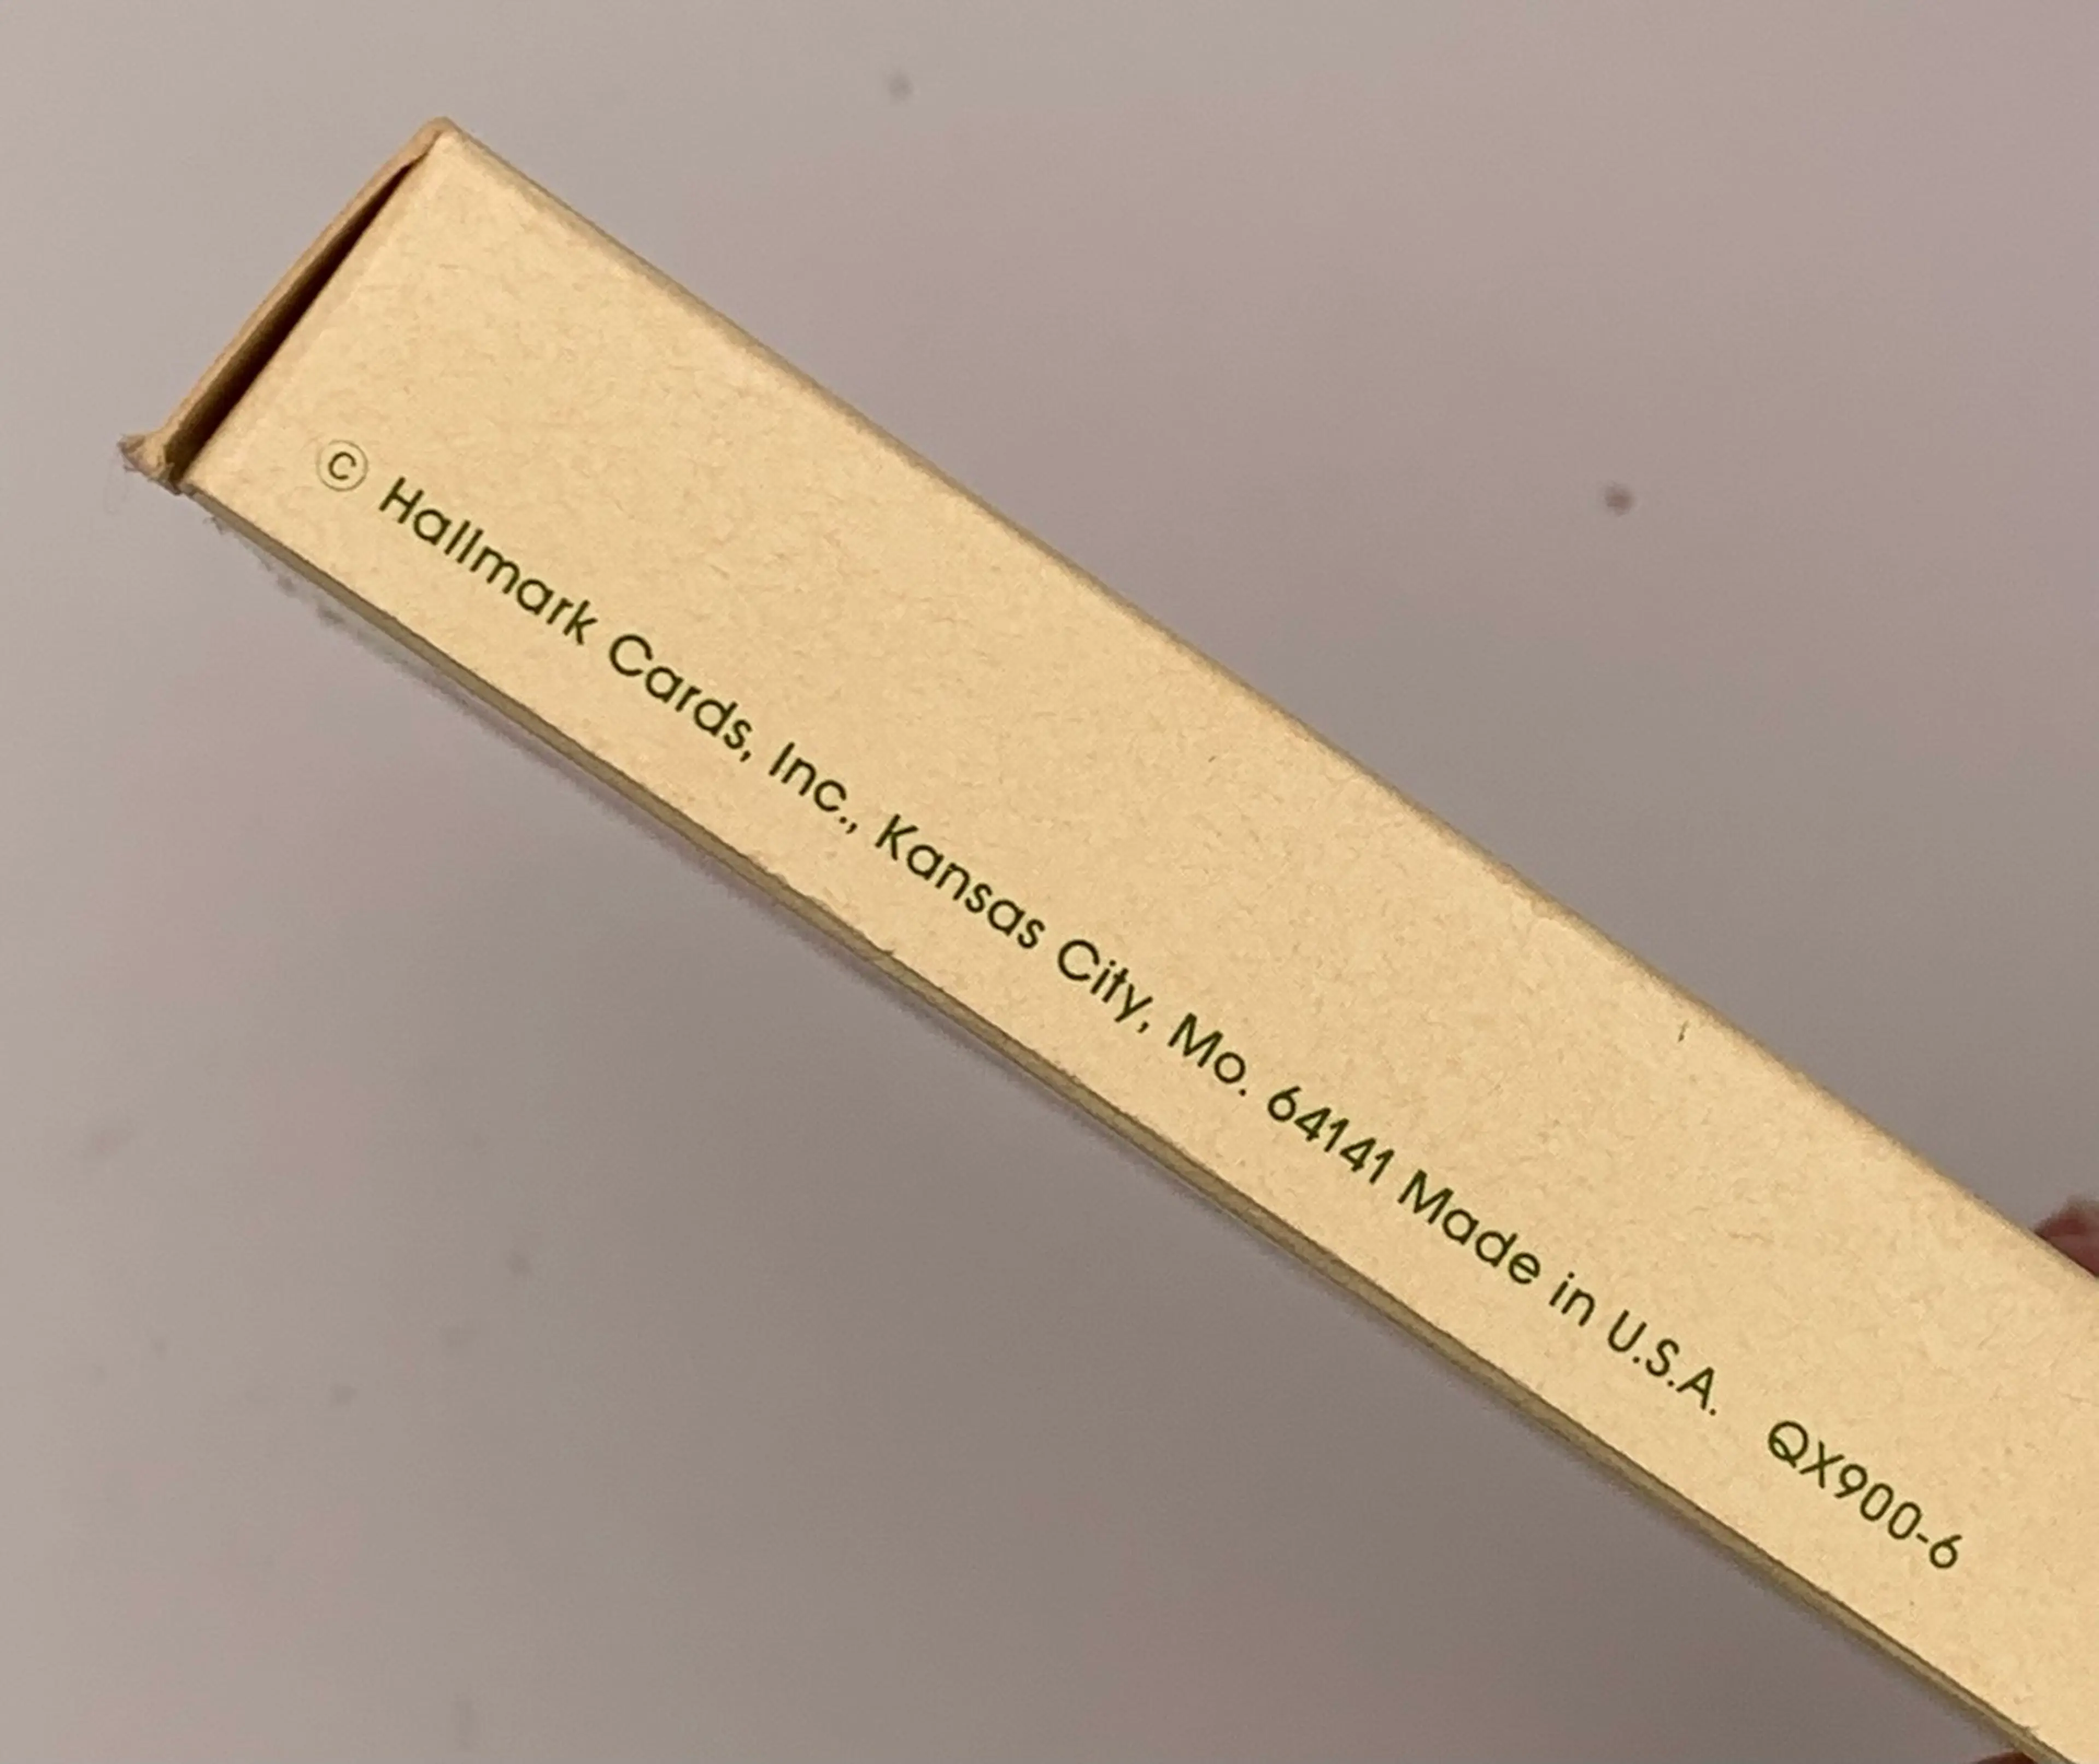 © Hallmark Cards, Inc., Kansas City, Mo. 64141 Made in U.S.A. QX900-6